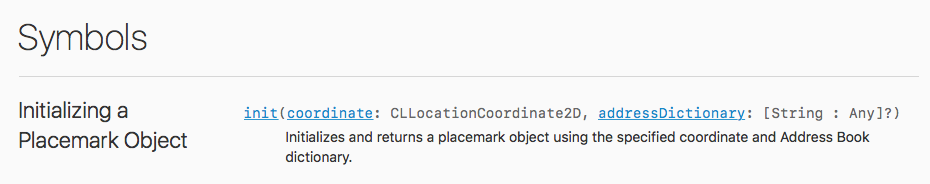 Symbols
Initializing a
Placemark Object
init(coordinate: CLLocationCoordinate2D, addressDictionary: [String : Any]?)
Initializes and returns a placemark object using the specified coordinate and Address Book
dictionary.